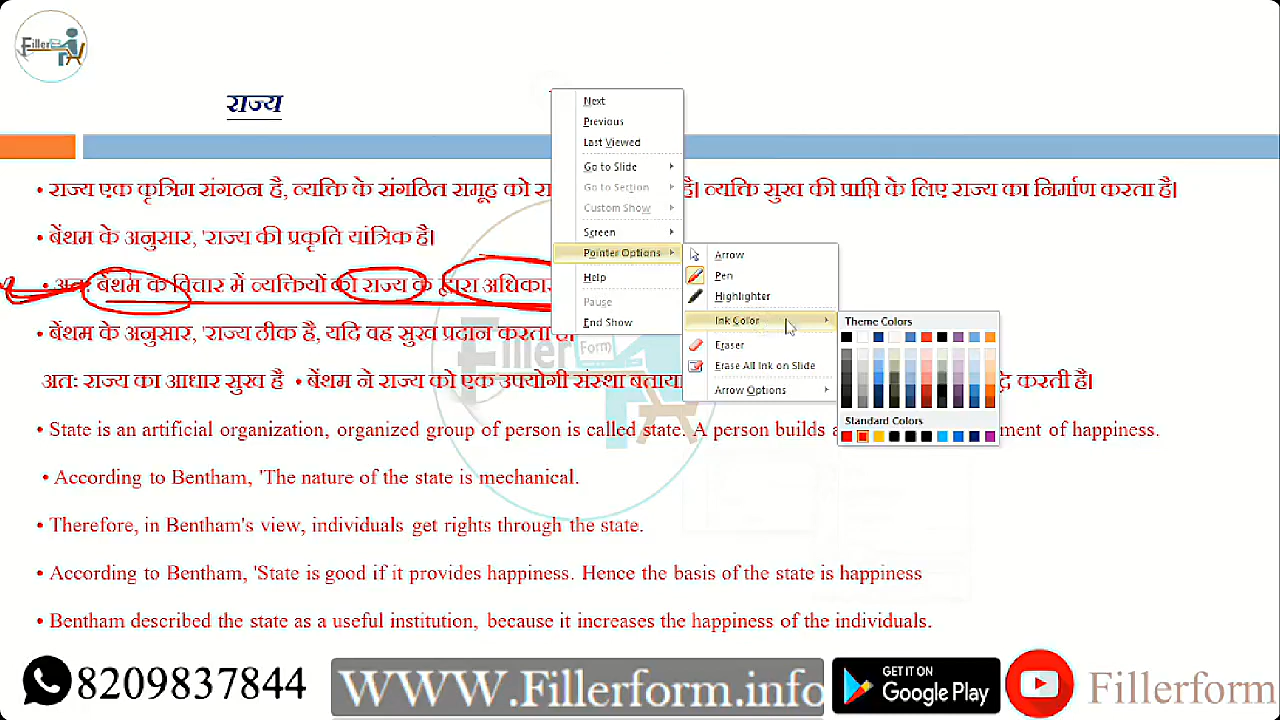 Fillerform
राज्य
• राज्य एक कृत्रिम संगठन है, व्यक्ति के संगठित समूह को रा है। व्यक्ति सुख की प्राप्ति के लिए राज्य का निर्माण करता है।
• बेंथम के अनुसार, 'राज्य की प्रकृति यांत्रिक है।
• अतः बेंथम के विचार में व्यक्तियों को राज्य के द्वारा अधिकार
• बेंथम के अनुसार, 'राज्य ठीक है, यदि वह सुख प्रदान करता है।
अतः राज्य का आधार सुख है • बेंथम ने राज्य को एक उपयोगी संस्था बताया करती है।
• State is an artificial organization, organized group of person is called state. A person builds a ment of happiness.
• According to Bentham, 'The nature of the state is mechanical.
• Therefore, in Bentham's view, individuals get rights through the state.
• According to Bentham, 'State is good if it provides happiness. Hence the basis of the state is happiness
• Bentham described the state as a useful institution, because it increases the happiness of the individuals.
Next
Previous
Last Viewed
Go to Slide
Go to Section
Custom Show
Screen
Pointer Options
Help
Pause
End Show
Arrow
Pen
Highlighter
Ink Color
Eraser
Erase All Ink on Slide
Arrow Options
Theme Colors
Standard Colors
Filler
Form
8209837844
WWW.Fillerform.info
GET IT ON
Google Play
Fillerform